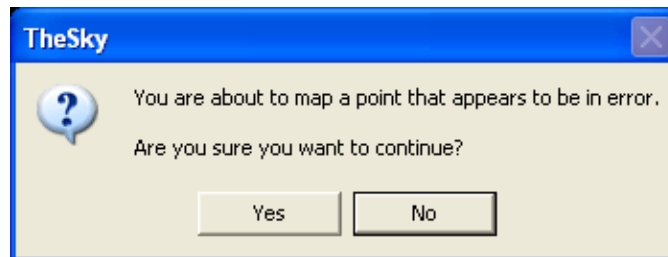 TheSky
You are about to map a point that appears to be in error.
Are you sure you want to continue?
Yes
No